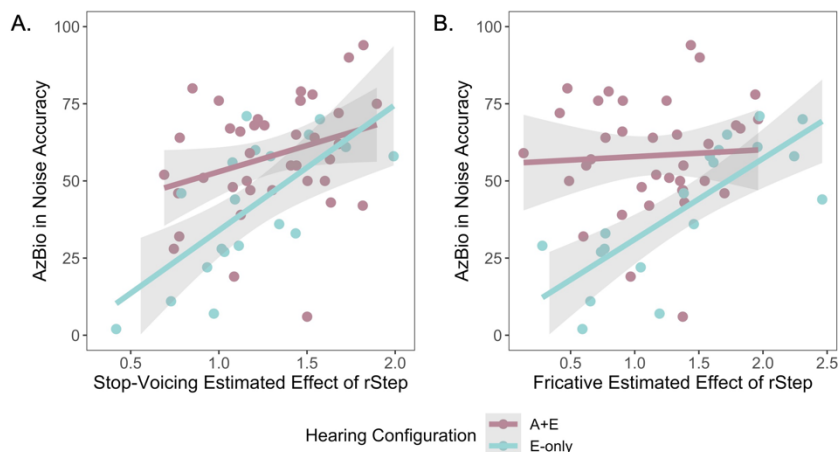 A.
AzBio in Noise Accuracy
100
75
50
25
0
0.5 1.0 1.5 2.0
Stop-Voicing Estimated Effect of rStep
B.
AzBio in Noise Accuracy
100
75
50
25
0
0.5 1.0 1.5 2.0 2.5
Fricative Estimated Effect of rStep
Hearing Configuration
A+E
E-only